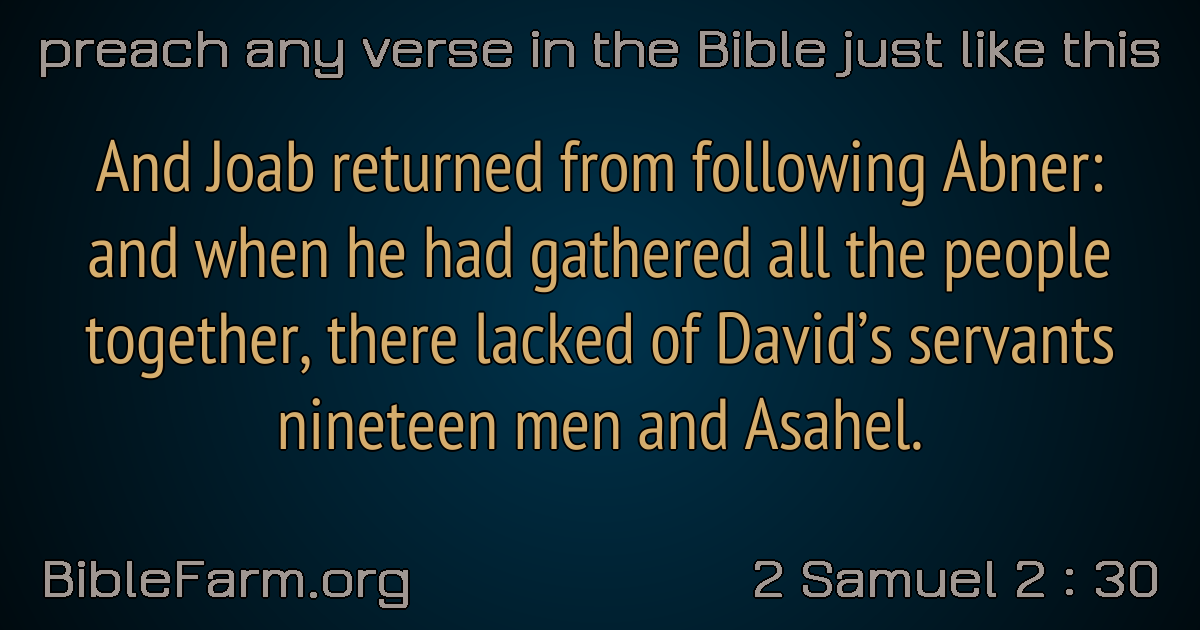 preach any verse in the Bible just like this
And Joab returned from following Abner:
and when he had gathered all the people
together, there lacked of David’s servants
nineteen men and Asahel.
BibleFarm.org
2 Samuel 2 : 30